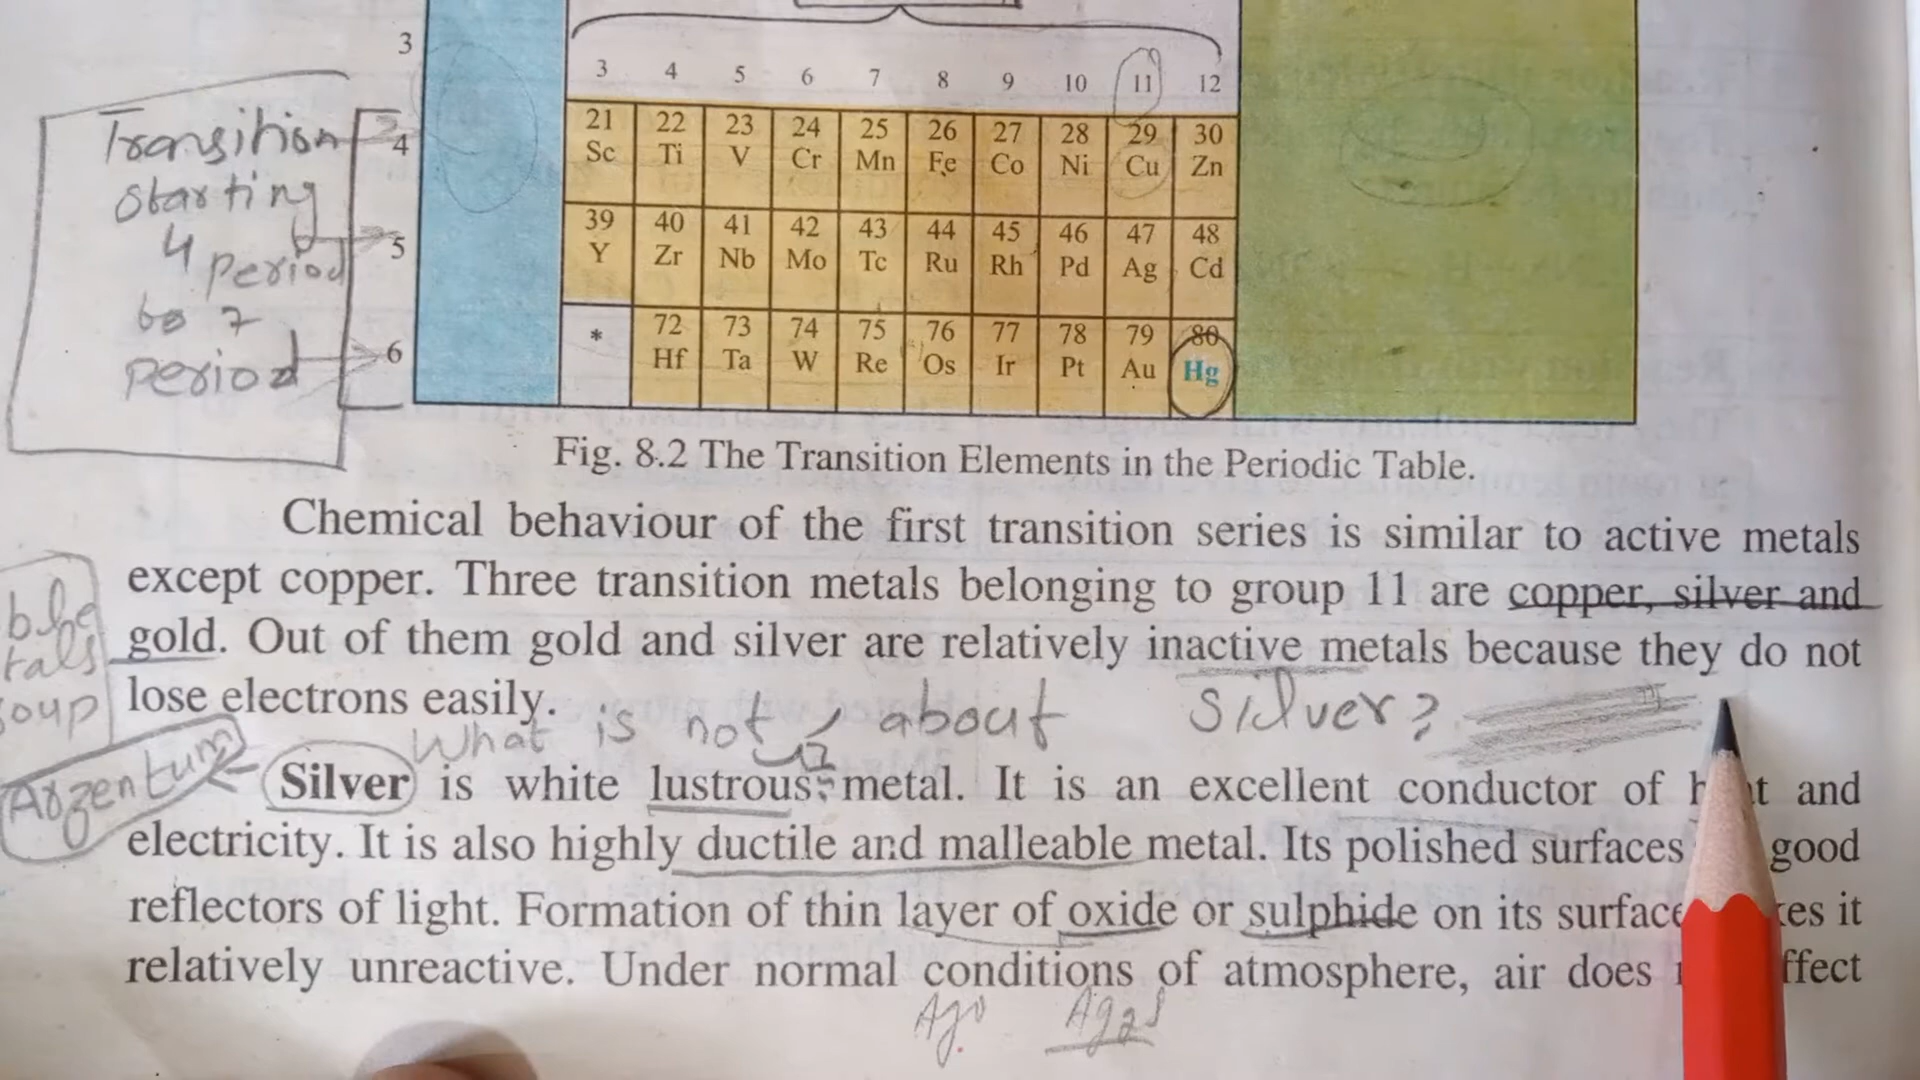 3
3 4 5 6 7 8 9 10 11 12
21 22 23 24 25 26 27 28 29 30
4 Sc Ti V Cr Mn Fe Co Ni Cu Zn
39 40 41 42 43 44 45 46 47 48
5 Y Zr Nb Mo Tc Ru Rh Pd Ag Cd
72 73 74 75 76 77 78 79 80
6 * Hf Ta W Re Os Ir Pt Au Hg
Transition
starting
4 period
to 7
period
Fig. 8.2 The Transition Elements in the Periodic Table.
Chemical behaviour of the first transition series is similar to active metals
except copper. Three transition metals belonging to group 11 are copper, silver and
gold. Out of them gold and silver are relatively inactive metals because they do not
lose electrons easily.
What is not about silver?
Argentum
Silver is white lustrous metal. It is an excellent conductor of and
electricity. It is also highly ductile and malleable metal. Its polished surfaces good
reflectors of light. Formation of thin layer of oxide or sulphide on its surface it
relatively unreactive. Under normal conditions of atmosphere, air does